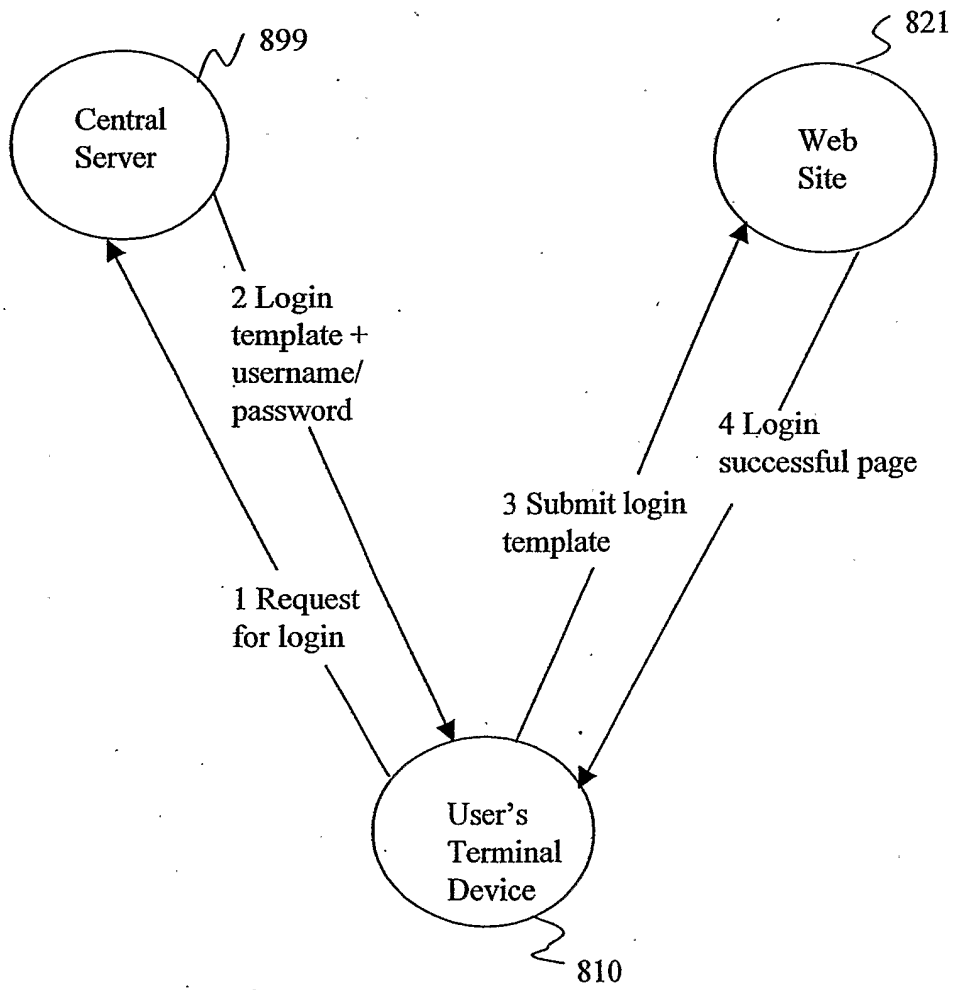 899
821
Central
Server
Web
Site
2 Login
template +
username/
password
4 Login
successful page
3 Submit login
template
1 Request
for login
User's
Terminal
Device
810